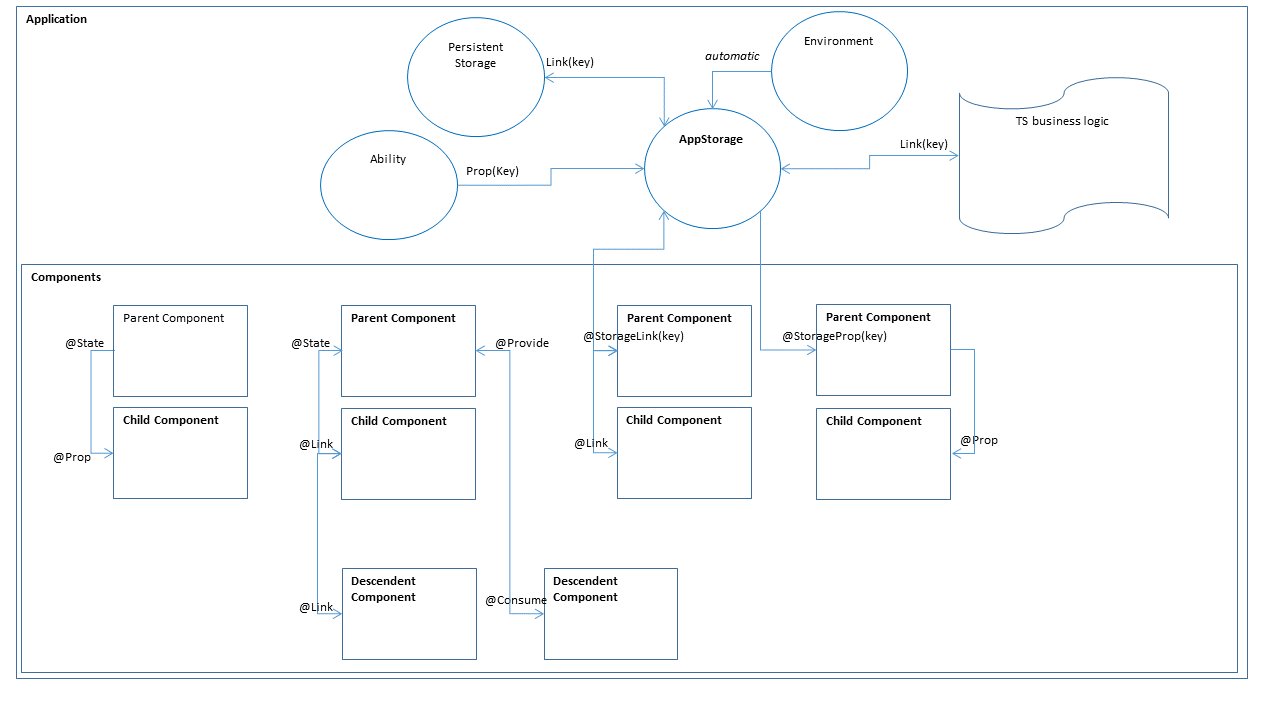 Application
Persistent
Storage
Link(key)
automatic
Environment
AppStorage
TS business logic
Link(key)
Ability
Prop(Key)
Components
Parent Component
@State
Child Component
@Prop
Parent Component
@State
@Provide
Child Component
@Link
Descendent
Component
@Link
@Consume
Descendent
Component
Parent Component
@StorageLink(key)
Child Component
@Link
Parent Component
@StorageProp(key)
Child Component
@Prop